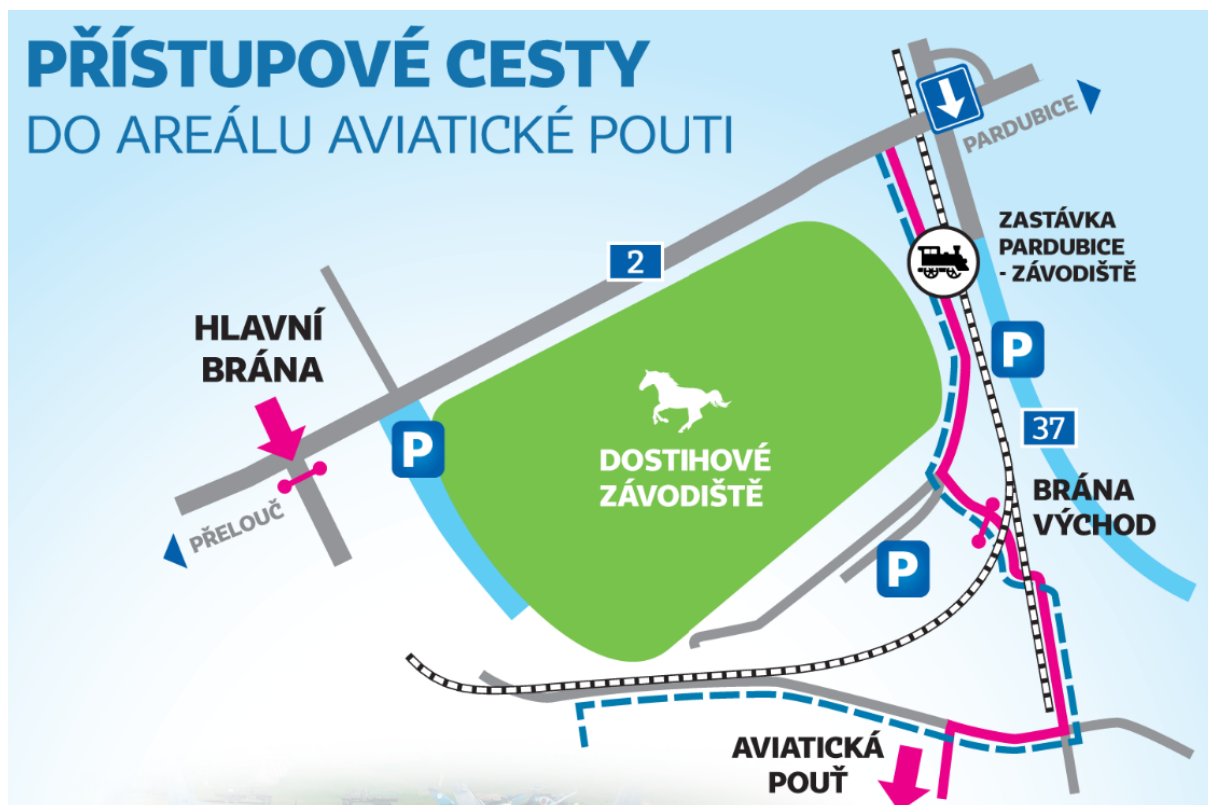 PŘÍSTUPOVÉ CESTY
DO AREÁLU AVIATICKÉ POUTI
PARDUBICE
ZASTÁVKA
PARDUBICE
- ZÁVODIŠTĚ
2
HLAVNÍ
BRÁNA
P
P
37
DOSTIHOVÉ
ZÁVODIŠTĚ
BRÁNA
VÝCHOD
PŘELOUČ
P
AVIATICKÁ
POUŤ